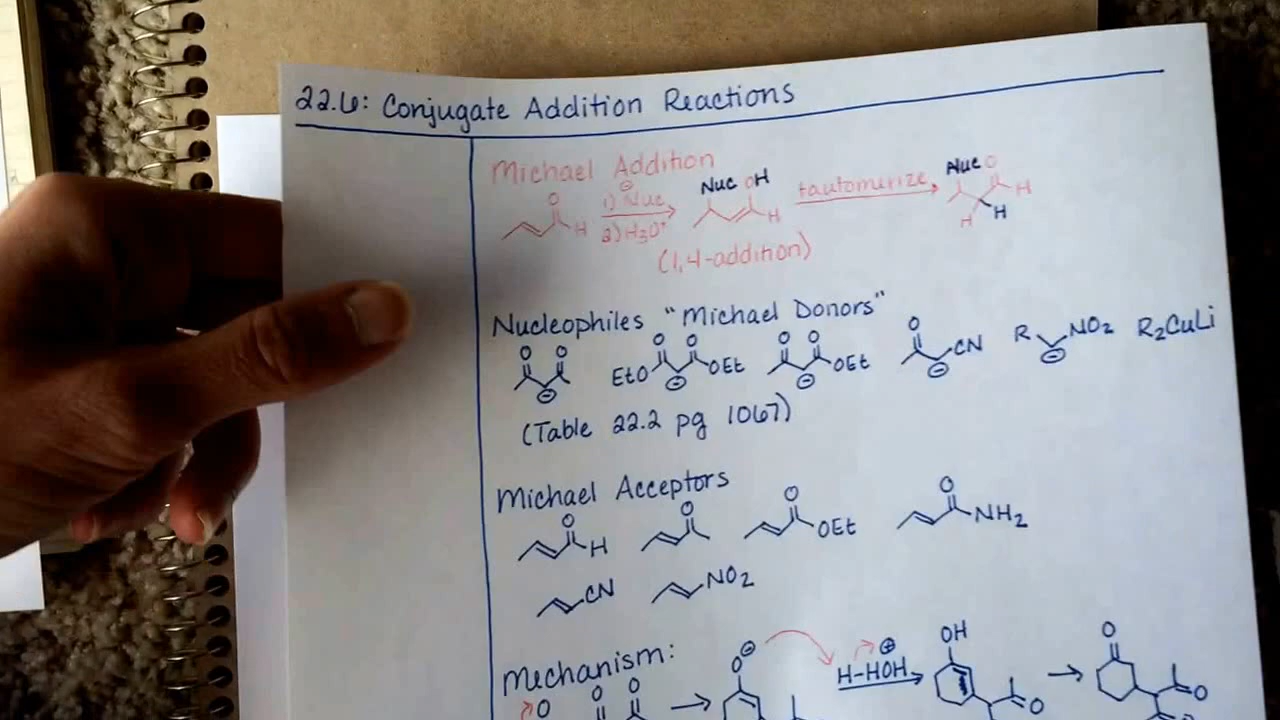 22.6: Conjugate Addition Reactions
Michael Addition
O H 1) ⊖Nuc 2) H3O+ Nuc OH H tautomerize Nuc O H H H
(1,4-addition)
Nucleophiles "Michael Donors"
O O ⊖ EtO O O OEt ⊖ O O OEt ⊖ O CN ⊖ R NO2 ⊖ R2CuLi
(Table 22.2 pg 1067)
Michael Acceptors
O H O O OEt O NH2
CN NO2
Mechanism:
O O O O⊖ H-HOH⊕ OH O O O